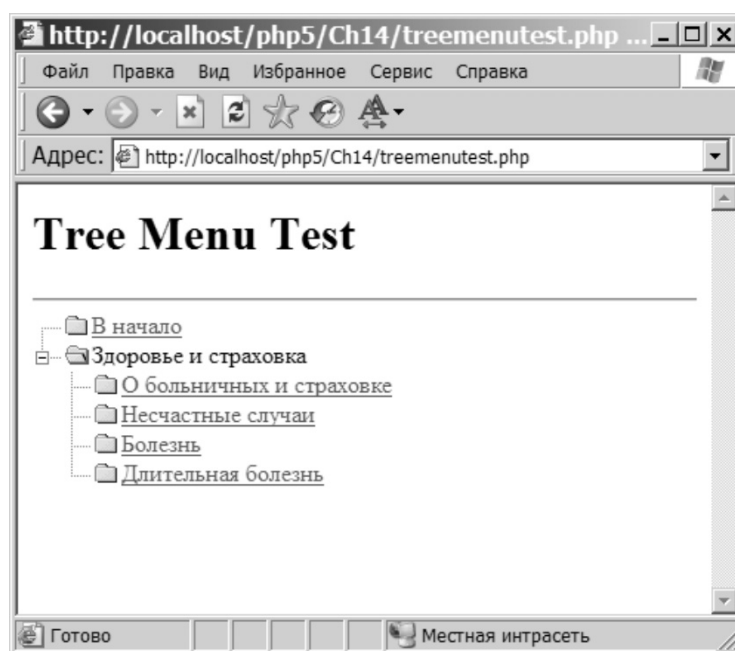 http://localhost/php5/Ch14/treemenutest.php ...
Файл Правка Вид Избранное Сервис Справка
Адрес: http://localhost/php5/Ch14/treemenutest.php
Tree Menu Test
В начало
Здоровье и страховка
О больничных и страховке
Несчастные случаи
Болезнь
Длительная болезнь
Готово Местная интрасеть